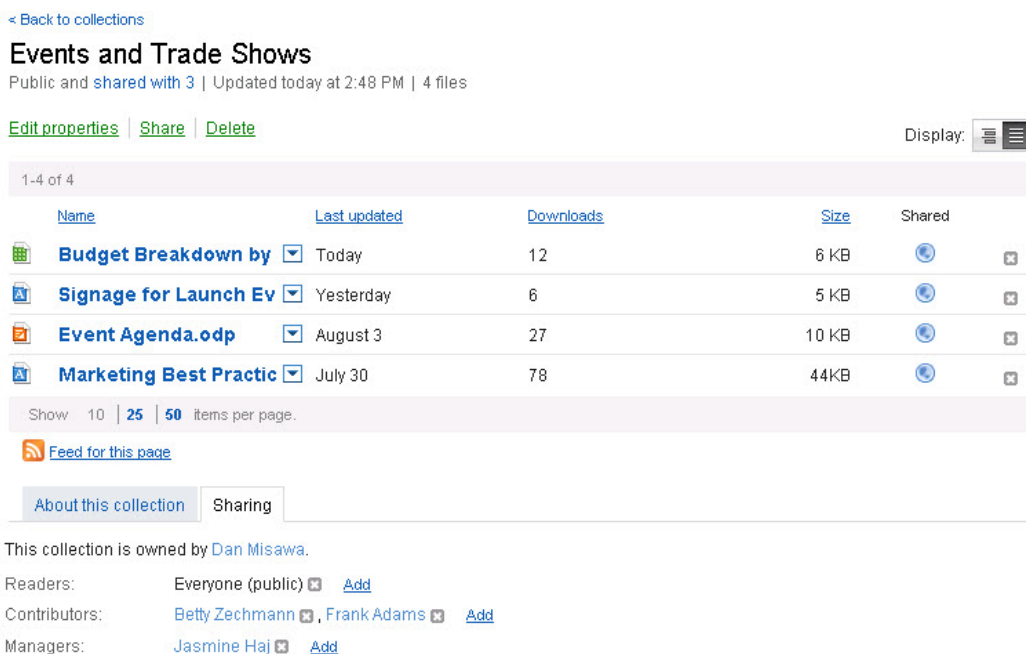 < Back to collections
Events and Trade Shows
Public and shared with 3 | Updated today at 2:48 PM | 4 files
Edit properties | Share | Delete
Display:
1-4 of 4
Name Last updated Downloads Size Shared
Budget Breakdown by Today 12 6 KB
Signage for Launch Ev Yesterday 6 5 KB
Event Agenda.odp August 3 27 10 KB
Marketing Best Practic July 30 78 44KB
Show 10 | 25 | 50 items per page.
Feed for this page
About this collection Sharing
This collection is owned by Dan Misawa.
Readers: Everyone (public) Add
Contributors: Betty Zechmann , Frank Adams Add
Managers: Jasmine Haj Add